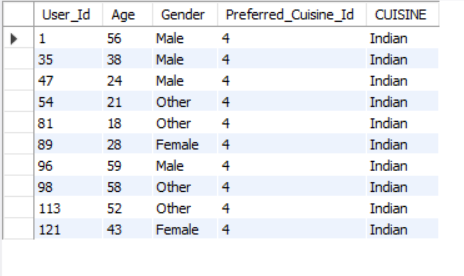 User_Id Age Gender Preferred_Cuisine_Id CUISINE
1 56 Male 4 Indian
35 38 Male 4 Indian
47 24 Male 4 Indian
54 21 Other 4 Indian
81 18 Other 4 Indian
89 28 Female 4 Indian
96 59 Male 4 Indian
98 58 Other 4 Indian
113 52 Other 4 Indian
121 43 Female 4 Indian